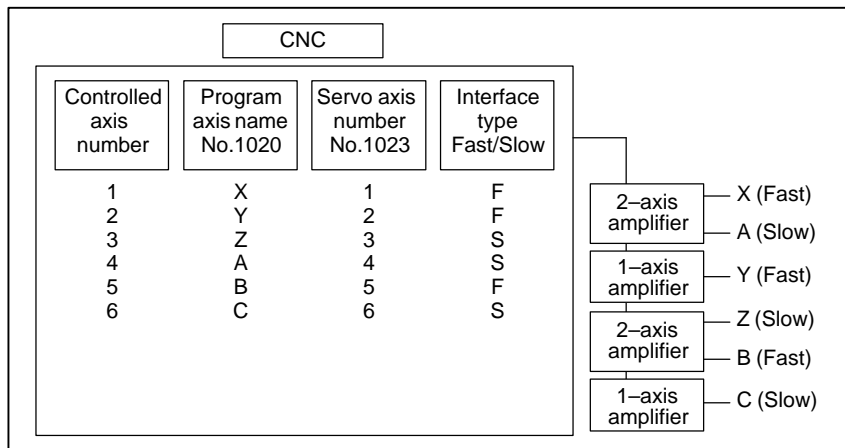 CNC
Controlled axis number
Program axis name No.1020
Servo axis number No.1023
Interface type Fast/Slow
1 X 1 F
2 Y 2 F
3 Z 3 S
4 A 4 S
5 B 5 F
6 C 6 S
2–axis amplifier
X (Fast)
A (Slow)
1–axis amplifier
Y (Fast)
2–axis amplifier
Z (Slow)
B (Fast)
1–axis amplifier
C (Slow)